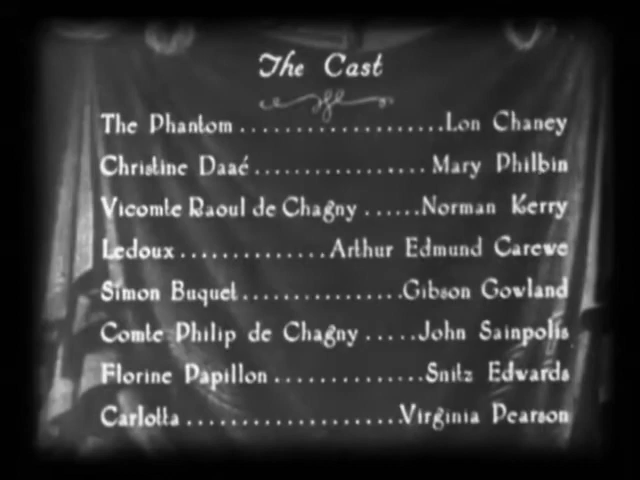 The Cast
The Phantom...................Lon Chaney
Christine Daaé................Mary Philbin
Vicomte Raoul de Chagny......Norman Kerry
Ledoux..............Arthur Edmund Carewe
Simon Buquet................Gibson Gowland
Comte Philip de Chagny.....John Sainpolis
Florine Papillon...............Snitz Edwards
Carlotta......................Virginia Pearson